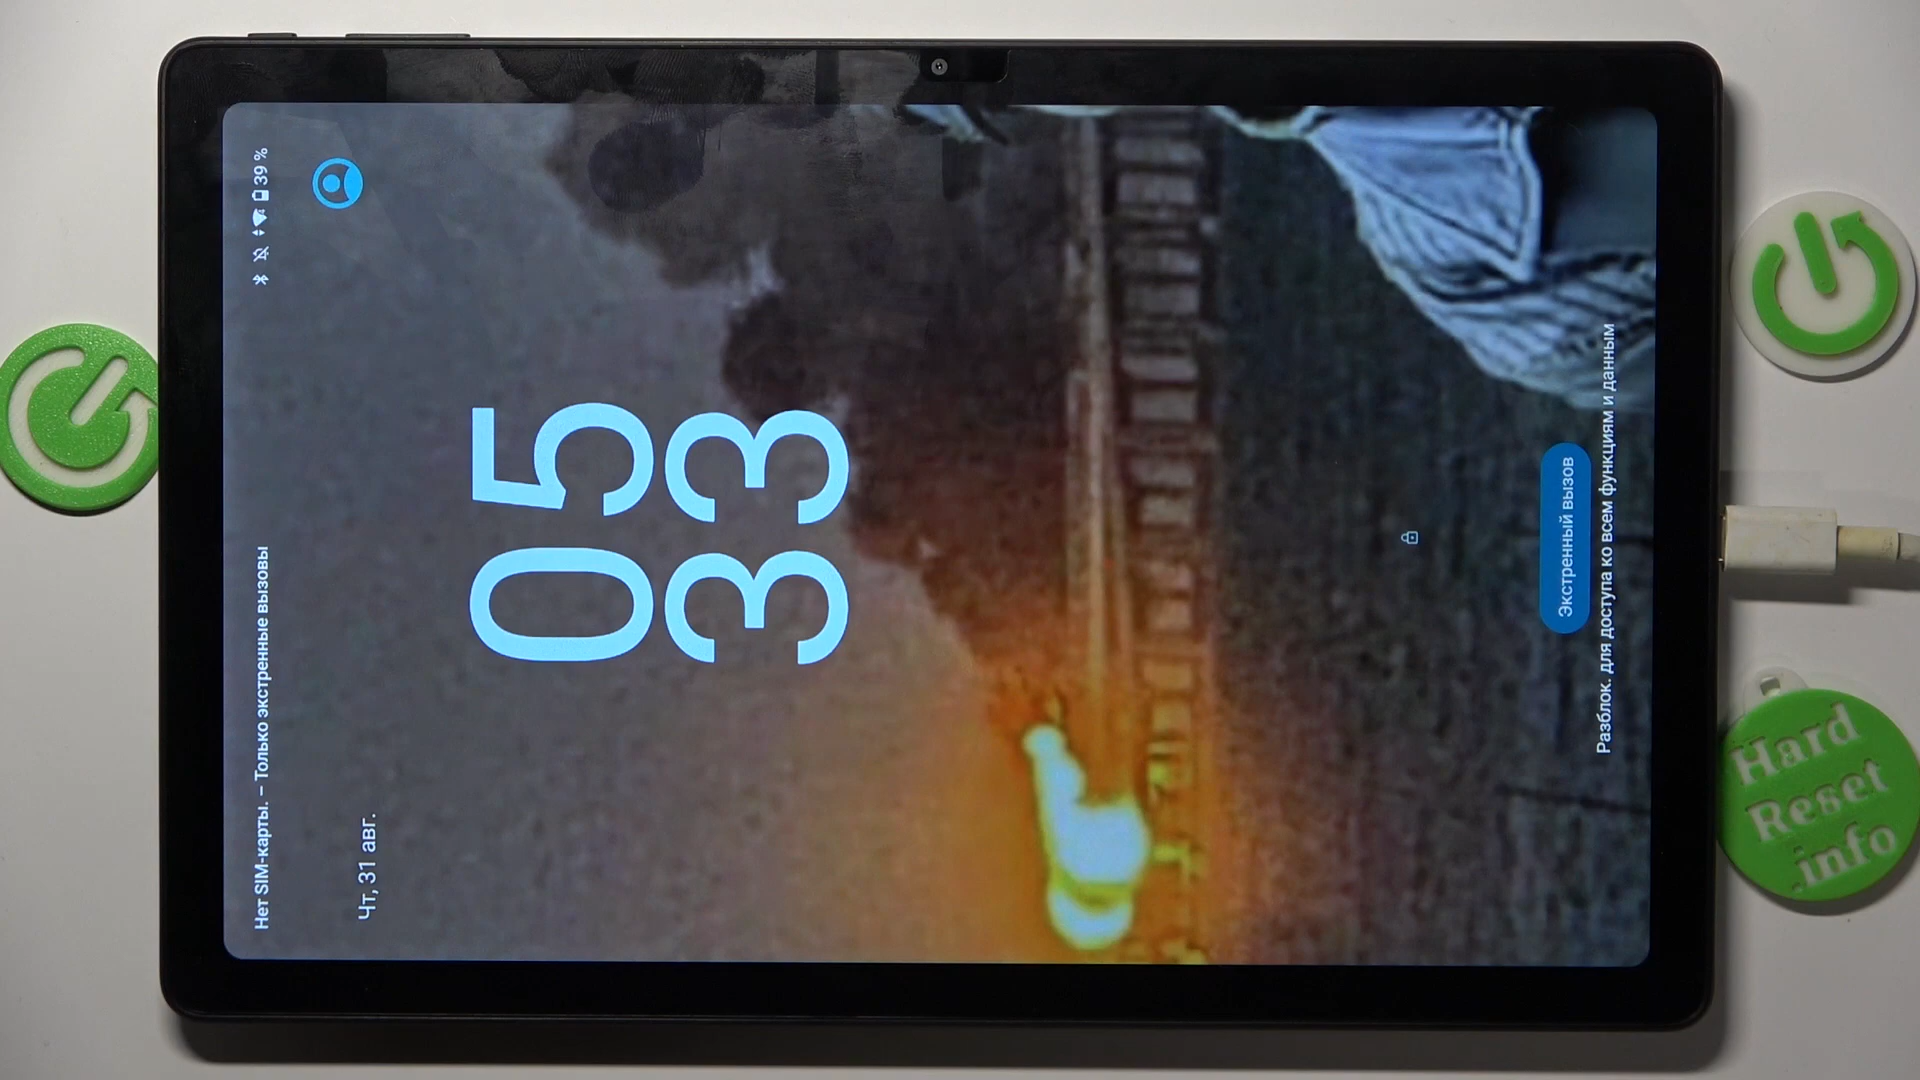 Нет SIM-карты. – Только экстренные вызовы
39 %
Чт, 31 авг.
05
33
Экстренный вызов
Разблок. для доступа ко всем функциям и данным
Hard
Reset
.info